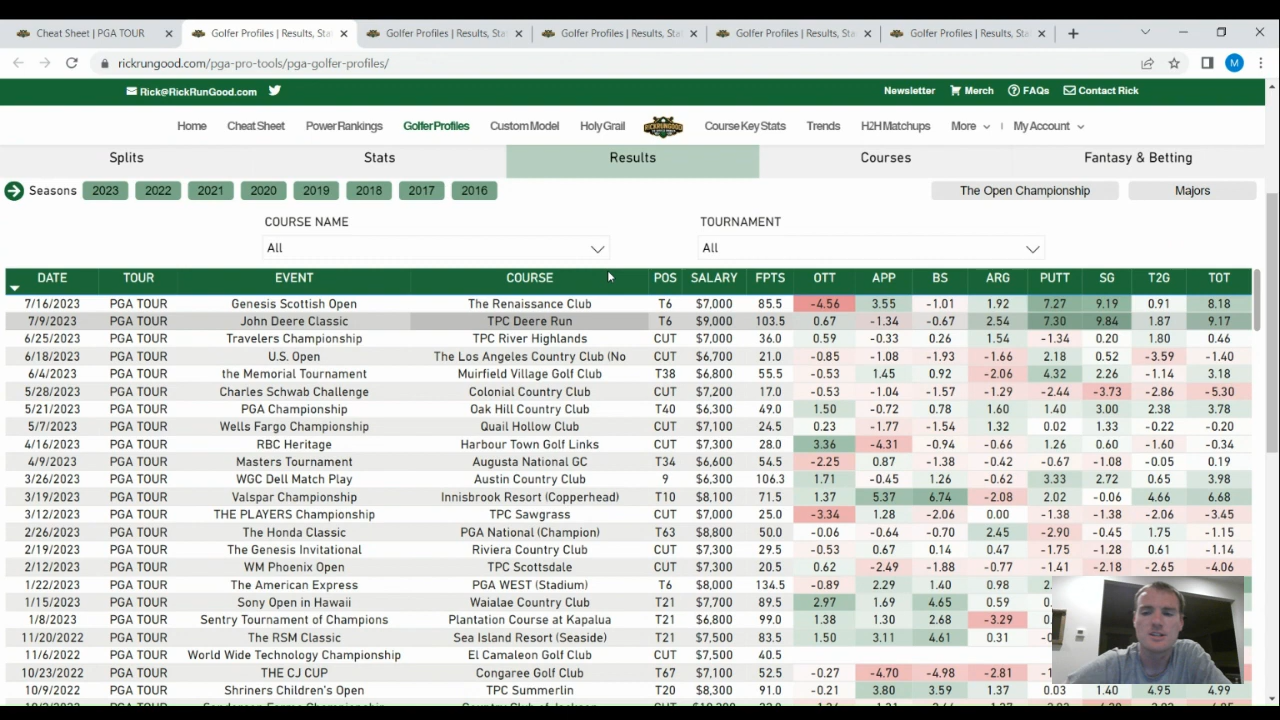 Cheat Sheet | PGA TOUR × Golfer Profiles | Results, Sta × Golfer Profiles | Results, Sta × Golfer Profiles | Results, Sta × Golfer Profiles | Results, Sta × Golfer Profiles | Results, Sta ×
rickrungood.com/pga-pro-tools/pga-golfer-profiles/ M
Rick@RickRunGood.com Newsletter Merch FAQs Contact Rick
Home Cheat Sheet Power Rankings Golfer Profiles Custom Model Holy Grail RICKRUNGOOD Course Key Stats Trends H2H Matchups More My Account
Splits Stats Results Courses Fantasy & Betting
Seasons 2023 2022 2021 2020 2019 2018 2017 2016 The Open Championship Majors
COURSE NAME TOURNAMENT
All All
DATE TOUR EVENT COURSE POS SALARY FPTS OTT APP BS ARG PUTT SG T2G TOT
7/16/2023 PGA TOUR Genesis Scottish Open The Renaissance Club T6 $7,000 85.5 -4.56 3.55 -1.01 1.92 7.27 9.19 0.91 8.18
7/9/2023 PGA TOUR John Deere Classic TPC Deere Run T6 $9,000 103.5 0.67 -1.34 -0.67 2.54 7.30 9.84 1.87 9.17
6/25/2023 PGA TOUR Travelers Championship TPC River Highlands CUT $7,000 36.0 0.59 -0.33 0.26 1.54 -1.34 0.20 1.80 0.46
6/18/2023 PGA TOUR U.S. Open The Los Angeles Country Club (No CUT $6,700 21.0 -0.85 -1.08 -1.93 -1.66 2.18 0.52 -3.59 -1.40
6/4/2023 PGA TOUR the Memorial Tournament Muirfield Village Golf Club T38 $6,800 55.5 -0.53 1.45 0.92 -2.06 4.32 2.26 -1.14 3.18
5/28/2023 PGA TOUR Charles Schwab Challenge Colonial Country Club CUT $7,200 17.0 -0.53 -1.04 -1.57 -1.29 -2.44 -3.73 -2.86 -5.30
5/21/2023 PGA TOUR PGA Championship Oak Hill Country Club T40 $6,300 49.0 1.50 -0.72 0.78 1.60 1.40 3.00 2.38 3.78
5/7/2023 PGA TOUR Wells Fargo Championship Quail Hollow Club CUT $7,100 24.5 0.23 -1.77 -1.54 1.32 0.02 1.33 -0.22 -0.20
4/16/2023 PGA TOUR RBC Heritage Harbour Town Golf Links CUT $7,300 28.0 3.36 -4.31 -0.94 -0.66 1.26 0.60 -1.60 -0.34
4/9/2023 PGA TOUR Masters Tournament Augusta National GC T34 $6,600 54.5 -2.25 0.87 -1.38 -0.42 -0.67 -1.08 -0.05 0.19
3/26/2023 PGA TOUR WGC Dell Match Play Austin Country Club 9 $6,300 106.3 1.71 -0.45 1.26 -0.62 3.33 2.72 0.65 3.98
3/19/2023 PGA TOUR Valspar Championship Innisbrook Resort (Copperhead) T10 $8,100 71.5 1.37 5.37 6.74 -2.08 2.02 -0.06 4.66 6.68
3/12/2023 PGA TOUR THE PLAYERS Championship TPC Sawgrass CUT $7,000 25.0 -3.34 1.28 -2.06 0.00 -1.38 -1.38 -2.06 -3.45
2/26/2023 PGA TOUR The Honda Classic PGA National (Champion) T63 $8,800 50.0 -0.06 -0.64 -0.70 2.45 -2.90 -0.45 1.75 -1.15
2/19/2023 PGA TOUR The Genesis Invitational Riviera Country Club CUT $7,300 29.5 -0.53 0.67 0.14 0.47 -1.75 -1.28 0.61 -1.14
2/12/2023 PGA TOUR WM Phoenix Open TPC Scottsdale CUT $7,300 20.5 0.62 -2.49 -1.88 -0.77 -1.41 -2.18 -2.65 -4.06
1/22/2023 PGA TOUR The American Express PGA WEST (Stadium) T6 $8,000 134.5 -0.89 2.29 1.40 0.98
1/15/2023 PGA TOUR Sony Open in Hawaii Waialae Country Club T21 $7,700 89.5 2.97 1.69 4.65 0.59
1/8/2023 PGA TOUR Sentry Tournament of Champions Plantation Course at Kapalua T21 $6,800 99.0 1.38 1.30 2.68 -3.29
11/20/2022 PGA TOUR The RSM Classic Sea Island Resort (Seaside) T21 $7,500 83.5 1.50 3.11 4.61 0.31
11/6/2022 PGA TOUR World Wide Technology Championship El Camaleon Golf Club CUT $7,500 40.5
10/23/2022 PGA TOUR THE CJ CUP Congaree Golf Club T67 $7,100 52.5 -0.27 -4.70 -4.98 -2.81
10/9/2022 PGA TOUR Shriners Children's Open TPC Summerlin T20 $8,300 91.0 -0.21 3.80 3.59 1.37 0.03 1.40 4.95 4.99